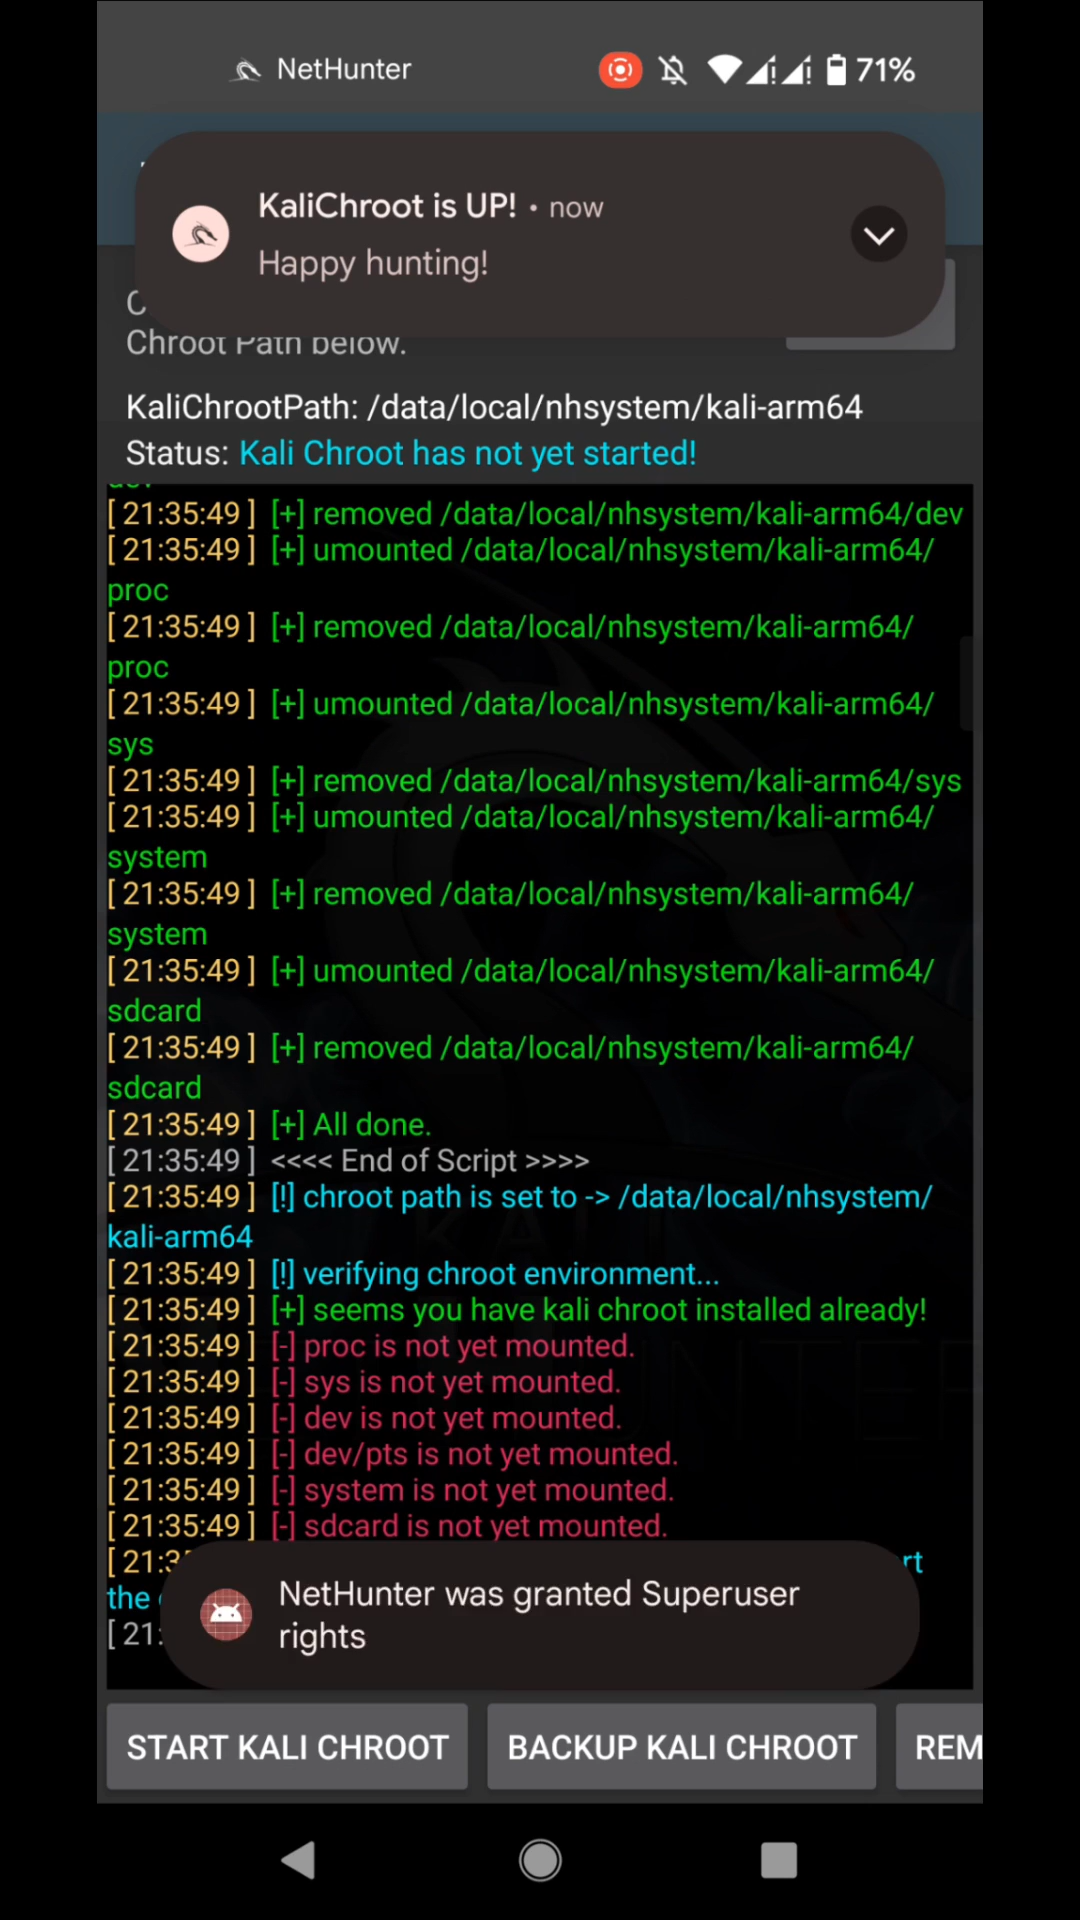 NetHunter
71%
KaliChroot is UP! • now
Happy hunting!
Chroot Path below.
KaliChrootPath: /data/local/nhsystem/kali-arm64
Status: Kali Chroot has not yet started!
[ 21:35:49 ] [+] removed /data/local/nhsystem/kali-arm64/dev
[ 21:35:49 ] [+] umounted /data/local/nhsystem/kali-arm64/
proc
[ 21:35:49 ] [+] removed /data/local/nhsystem/kali-arm64/
proc
[ 21:35:49 ] [+] umounted /data/local/nhsystem/kali-arm64/
sys
[ 21:35:49 ] [+] removed /data/local/nhsystem/kali-arm64/sys
[ 21:35:49 ] [+] umounted /data/local/nhsystem/kali-arm64/
system
[ 21:35:49 ] [+] removed /data/local/nhsystem/kali-arm64/
system
[ 21:35:49 ] [+] umounted /data/local/nhsystem/kali-arm64/
sdcard
[ 21:35:49 ] [+] removed /data/local/nhsystem/kali-arm64/
sdcard
[ 21:35:49 ] [+] All done.
[ 21:35:49 ] <<<< End of Script >>>>
[ 21:35:49 ] [!] chroot path is set to -> /data/local/nhsystem/
kali-arm64
[ 21:35:49 ] [!] verifying chroot environment...
[ 21:35:49 ] [+] seems you have kali chroot installed already!
[ 21:35:49 ] [-] proc is not yet mounted.
[ 21:35:49 ] [-] sys is not yet mounted.
[ 21:35:49 ] [-] dev is not yet mounted.
[ 21:35:49 ] [-] dev/pts is not yet mounted.
[ 21:35:49 ] [-] system is not yet mounted.
[ 21:35:49 ] [-] sdcard is not yet mounted.
the
NetHunter was granted Superuser
rights
START KALI CHROOT
BACKUP KALI CHROOT
REM